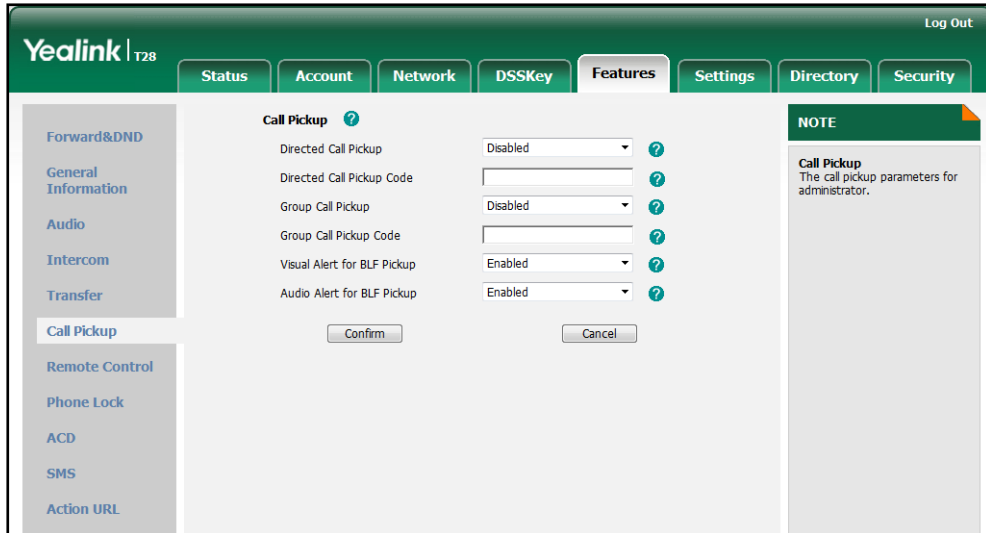 Log Out
Yealink T28
Status Account Network DSSKey Features Settings Directory Security
Forward&DND
General
Information
Audio
Intercom
Transfer
Call Pickup
Remote Control
Phone Lock
ACD
SMS
Action URL
Call Pickup ?
Directed Call Pickup Disabled ?
Directed Call Pickup Code ?
Group Call Pickup Disabled ?
Group Call Pickup Code ?
Visual Alert for BLF Pickup Enabled ?
Audio Alert for BLF Pickup Enabled ?
Confirm Cancel
NOTE
Call Pickup
The call pickup parameters for
administrator.